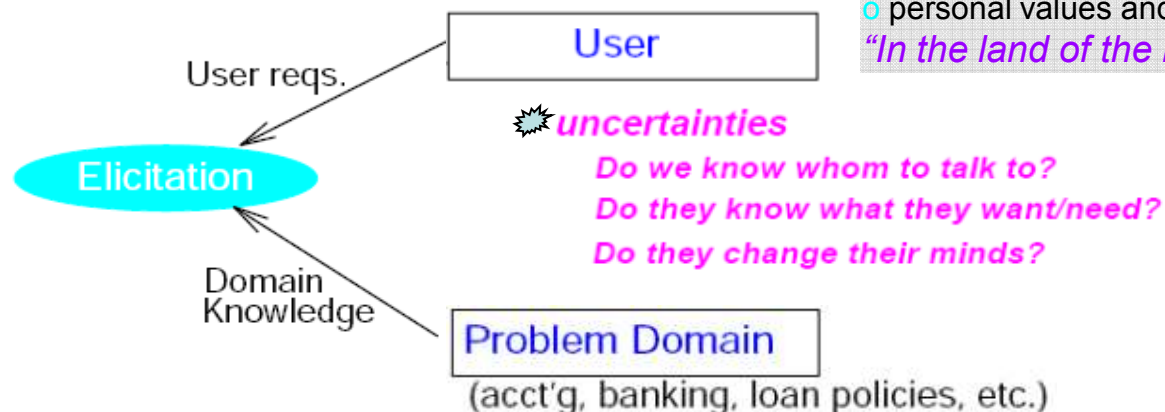 o personal values and
"In the land of the
User
User reqs.
uncertainties
Do we know whom to talk to?
Elicitation
Do they know what they want/need?
Do they change their minds?
Domain
Knowledge
Problem Domain
(acct'g, banking, loan policies, etc.)